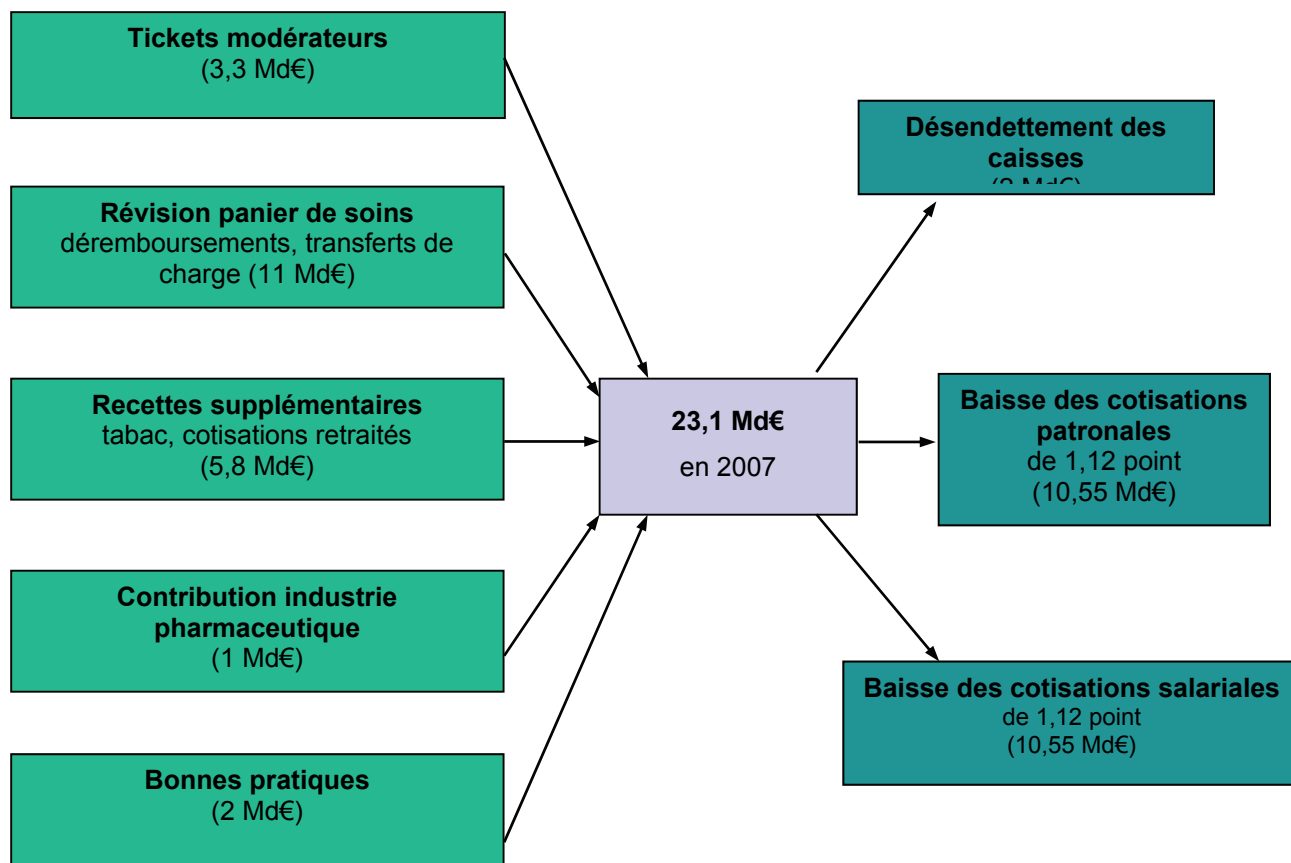 Tickets modérateurs
(3,3 Md€)
Révision panier de soins
déremboursements, transferts de
charge (11 Md€)
Recettes supplémentaires
tabac, cotisations retraités
(5,8 Md€)
Contribution industrie
pharmaceutique
(1 Md€)
Bonnes pratiques
(2 Md€)
23,1 Md€
en 2007
Désendettement des
caisses
(2 Md€)
Baisse des cotisations
patronales
de 1,12 point
(10,55 Md€)
Baisse des cotisations salariales
de 1,12 point
(10,55 Md€)